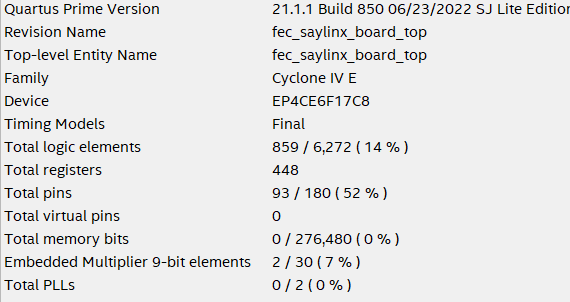 Quartus Prime Version 21.1.1 Build 850 06/23/2022 SJ Lite Edition
Revision Name fec_saylinx_board_top
Top-level Entity Name fec_saylinx_board_top
Family Cyclone IV E
Device EP4CE6F17C8
Timing Models Final
Total logic elements 859 / 6,272 ( 14 % )
Total registers 448
Total pins 93 / 180 ( 52 % )
Total virtual pins 0
Total memory bits 0 / 276,480 ( 0 % )
Embedded Multiplier 9-bit elements 2 / 30 ( 7 % )
Total PLLs 0 / 2 ( 0 % )